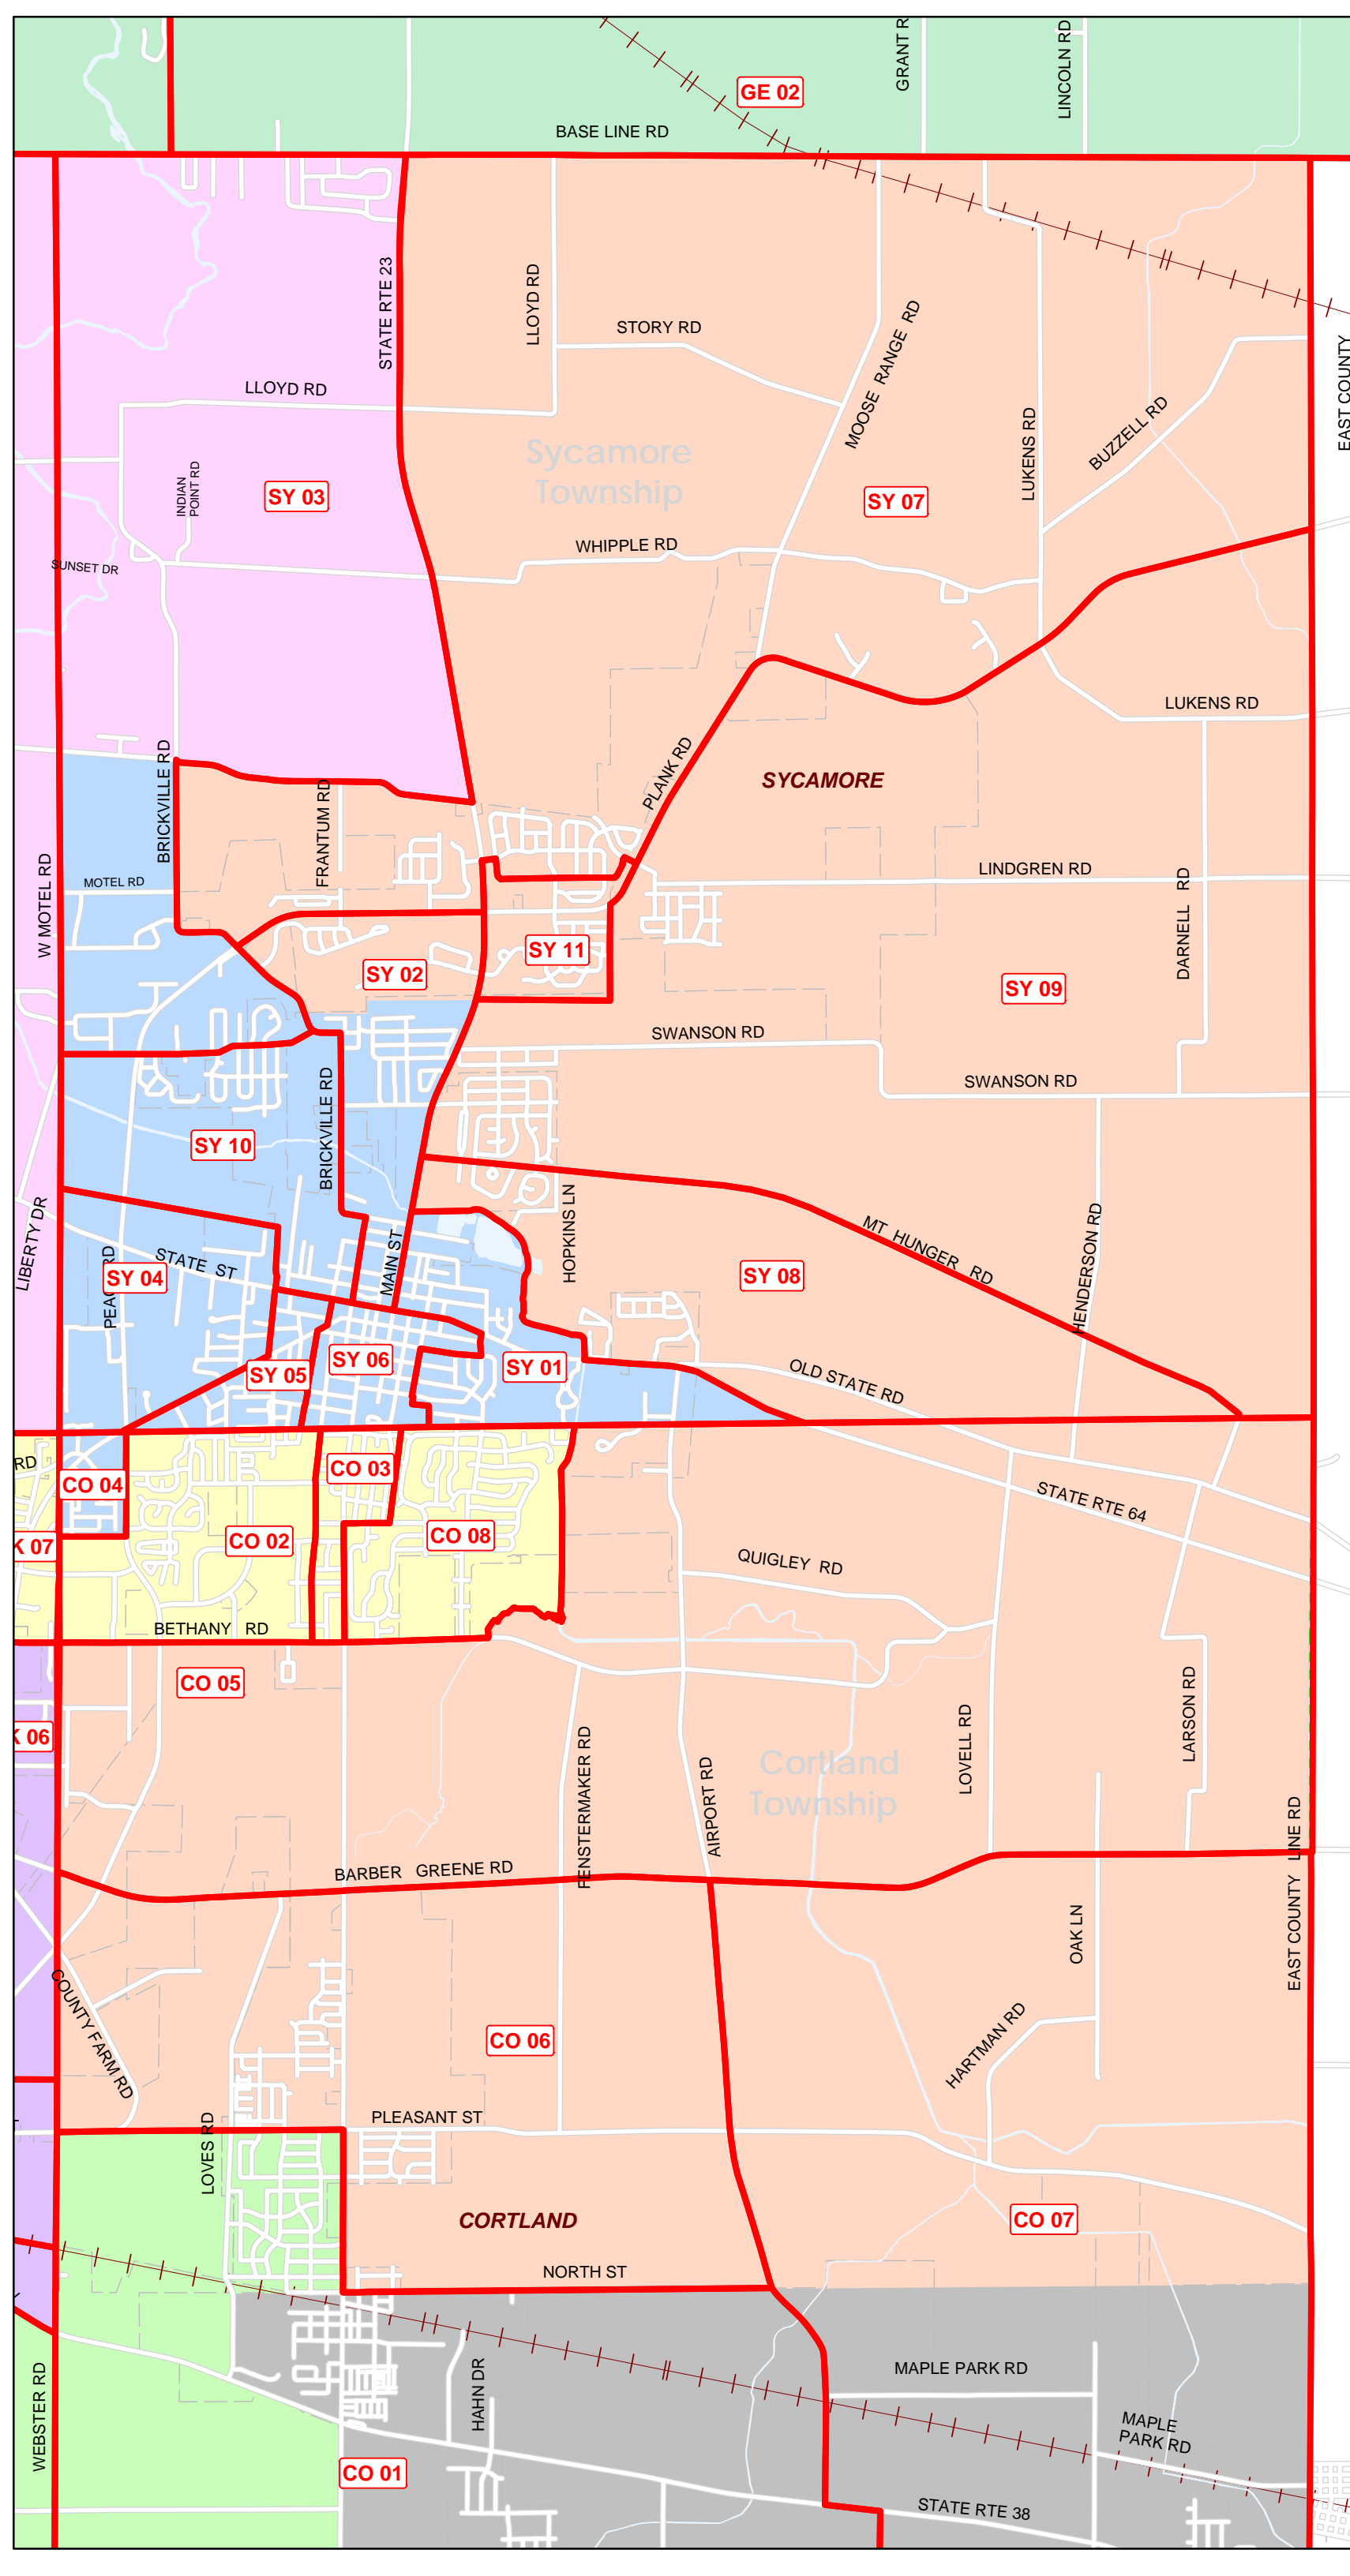 GRANT R
LINCOLN RD
GE 02
BASE LINE RD
STATE RTE 23
LLOYD RD
STORY RD
MOOSE RANGE RD
EAST COUNTY
LLOYD RD
BUZZELL RD
LUKENS RD
Sycamore
Township
INDIAN
POINT RD
SY 03
SY 07
WHIPPLE RD
SUNSET DR
LUKENS RD
BRICKVILLE RD
PLANK RD
SYCAMORE
FRANTUM RD
W MOTEL RD
MOTEL RD
LINDGREN RD
DARNELL RD
SY 11
SY 02
SY 09
SWANSON RD
SWANSON RD
BRICKVILLE RD
SY 10
LIBERTY DR
HOPKINS LN
MT HUNGER RD
HENDERSON RD
STATE ST
MAIN ST
SY 04
SY 08
SY 06
SY 01
SY 05
OLD STATE RD
RD
CO 03
CO 04
STATE RTE 64
CO 08
CO 02
K 07
QUIGLEY RD
BETHANY RD
CO 05
K 06
LARSON RD
LOVELL RD
FENSTERMAKER RD
AIRPORT RD
Cortland
Township
EAST COUNTY LINE RD
BARBER GREENE RD
OAK LN
COUNTY FARM RD
CO 06
HARTMAN RD
PLEASANT ST
LOVES RD
CORTLAND
CO 07
NORTH ST
MAPLE PARK RD
WEBSTER RD
HAHN DR
MAPLE
PARK RD
CO 01
STATE RTE 38